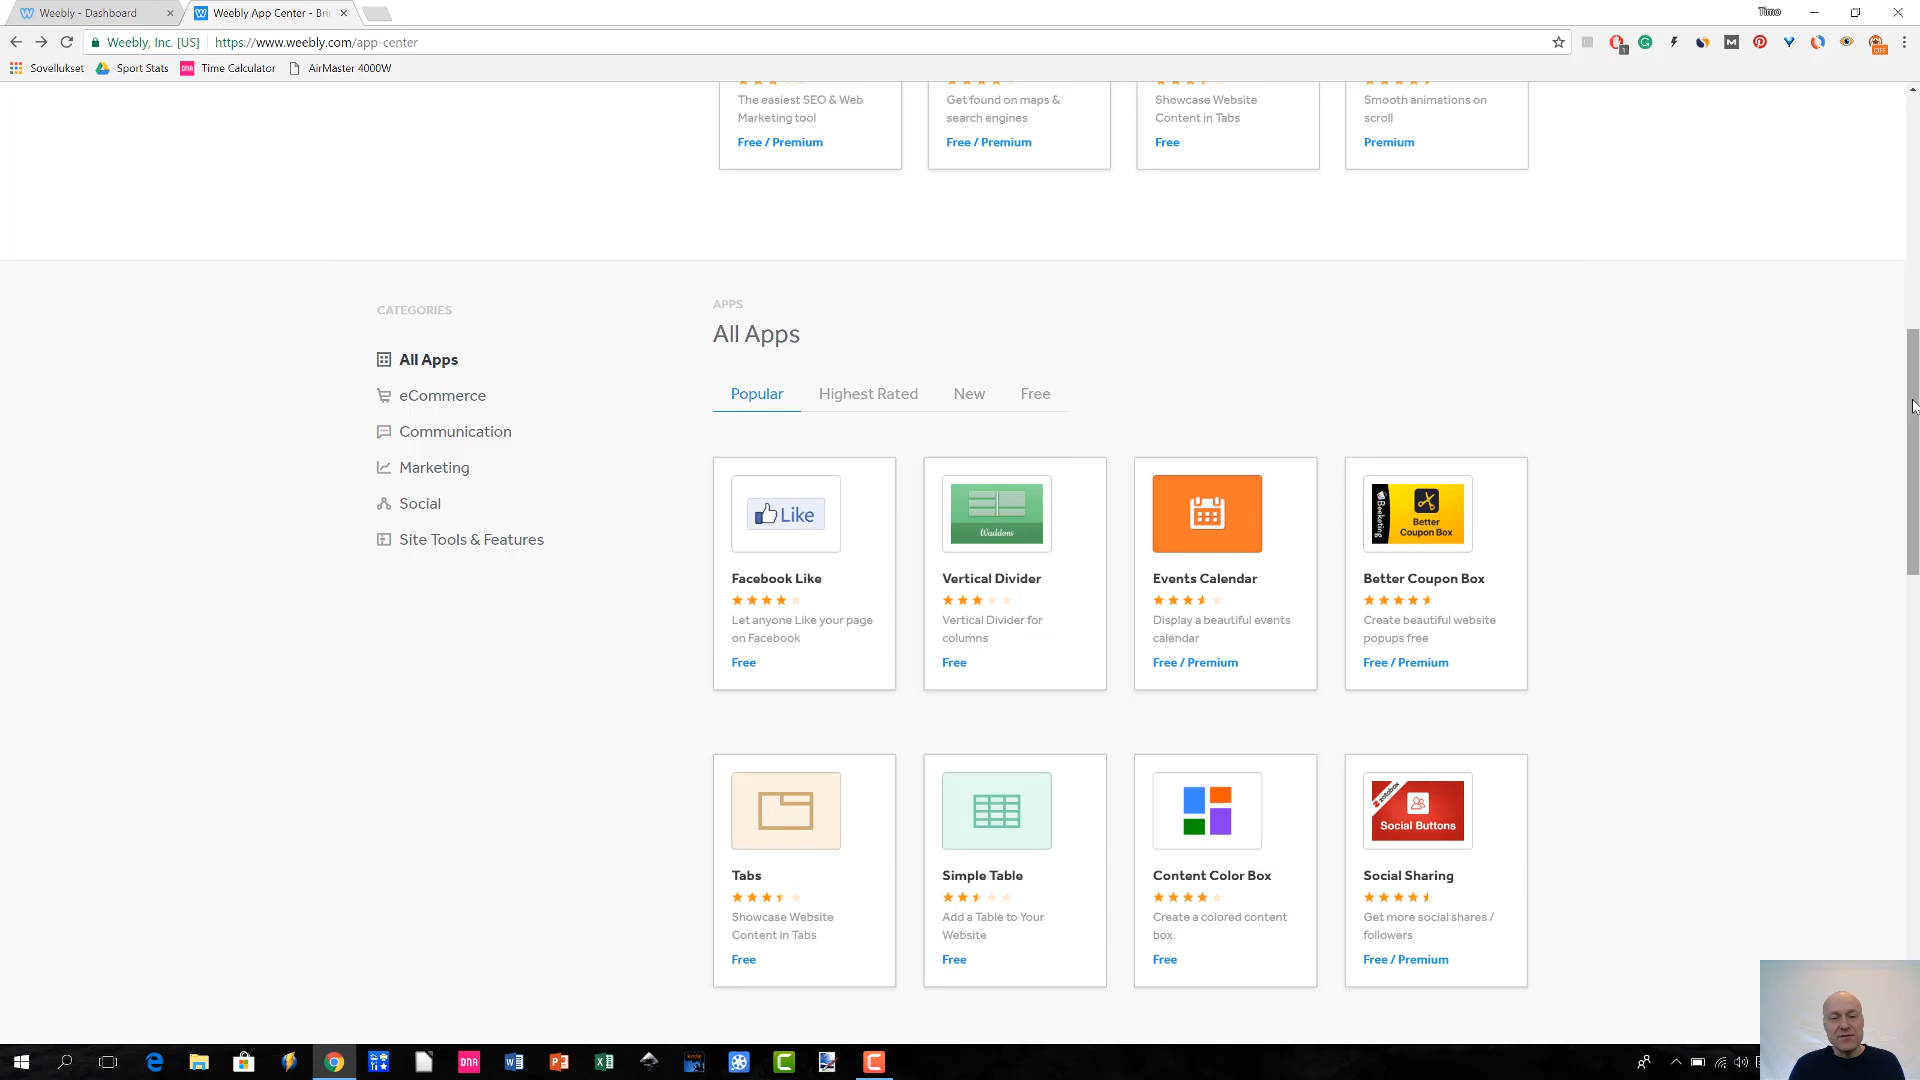 Weebly - Dashboard
Weebly App Center - Bri
Timo
Weebly, Inc. [US]
https://www.weebly.com/app-center
Sovellukset
Sport Stats
DNA
Time Calculator
AirMaster 4000W
The easiest SEO & Web
Marketing tool
Free / Premium
Get found on maps &
search engines
Free / Premium
Showcase Website
Content in Tabs
Free
Smooth animations on
scroll
Premium
CATEGORIES
All Apps
eCommerce
Communication
Marketing
Social
Site Tools & Features
APPS
All Apps
Popular
Highest Rated
New
Free
Like
Facebook Like
Let anyone Like your page
on Facebook
Free
Waddons
Vertical Divider
Vertical Divider for
columns
Free
Events Calendar
Display a beautiful events
calendar
Free / Premium
Beeketing
Better
Coupon Box
Better Coupon Box
Create beautiful website
popups free
Free / Premium
Tabs
Showcase Website
Content in Tabs
Free
Simple Table
Add a Table to Your
Website
Free
Content Color Box
Create a colored content
box.
Free
zotabox
Social Buttons
Social Sharing
Get more social shares /
followers
Free / Premium
DNA
kindle